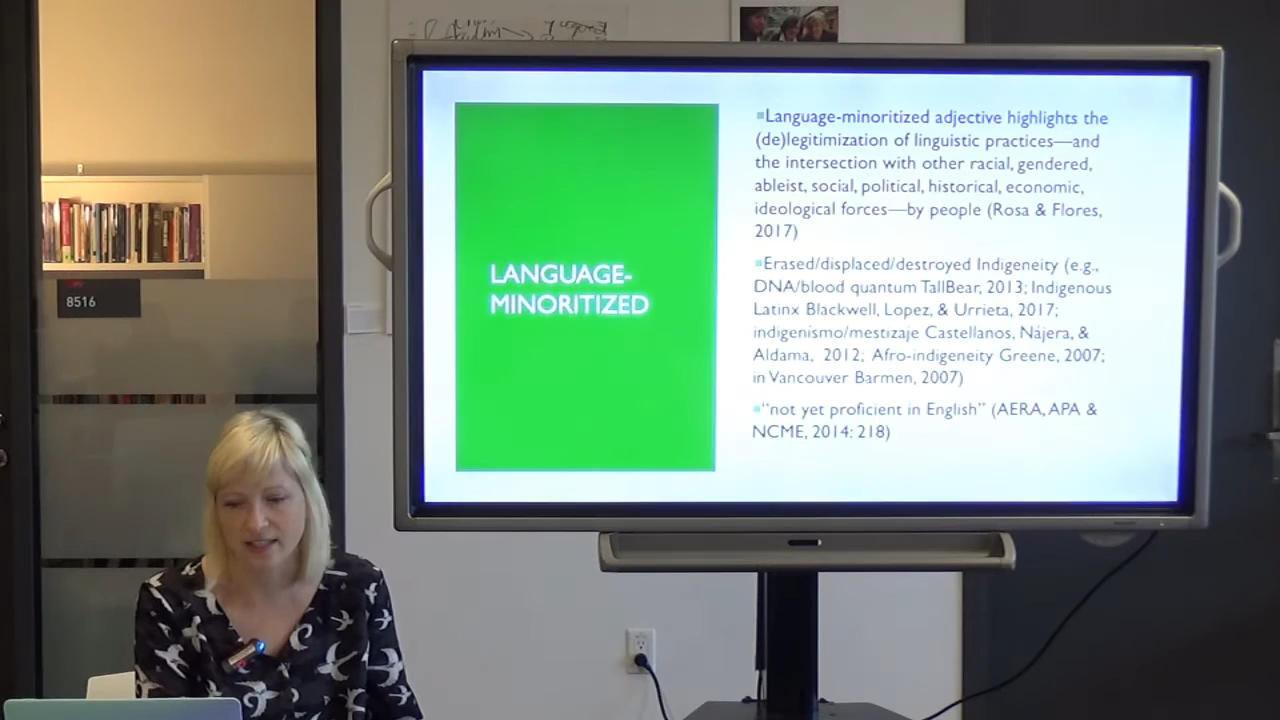 8516
LANGUAGE-
MINORITIZED
Language-minoritized adjective highlights the
(de)legitimization of linguistic practices—and
the intersection with other racial, gendered,
ableist, social, political, historical, economic,
ideological forces—by people (Rosa & Flores,
2017)
Erased/displaced/destroyed Indigeneity (e.g.,
DNA/blood quantum TallBear, 2013; Indigenous
Latinx Blackwell, Lopez, & Urrieta, 2017;
indigenismo/mestizaje Castellanos, Nájera, &
Aldama, 2012; Afro-indigeneity Greene, 2007;
in Vancouver Barmen, 2007)
“not yet proficient in English” (AERA, APA &
NCME, 2014: 218)